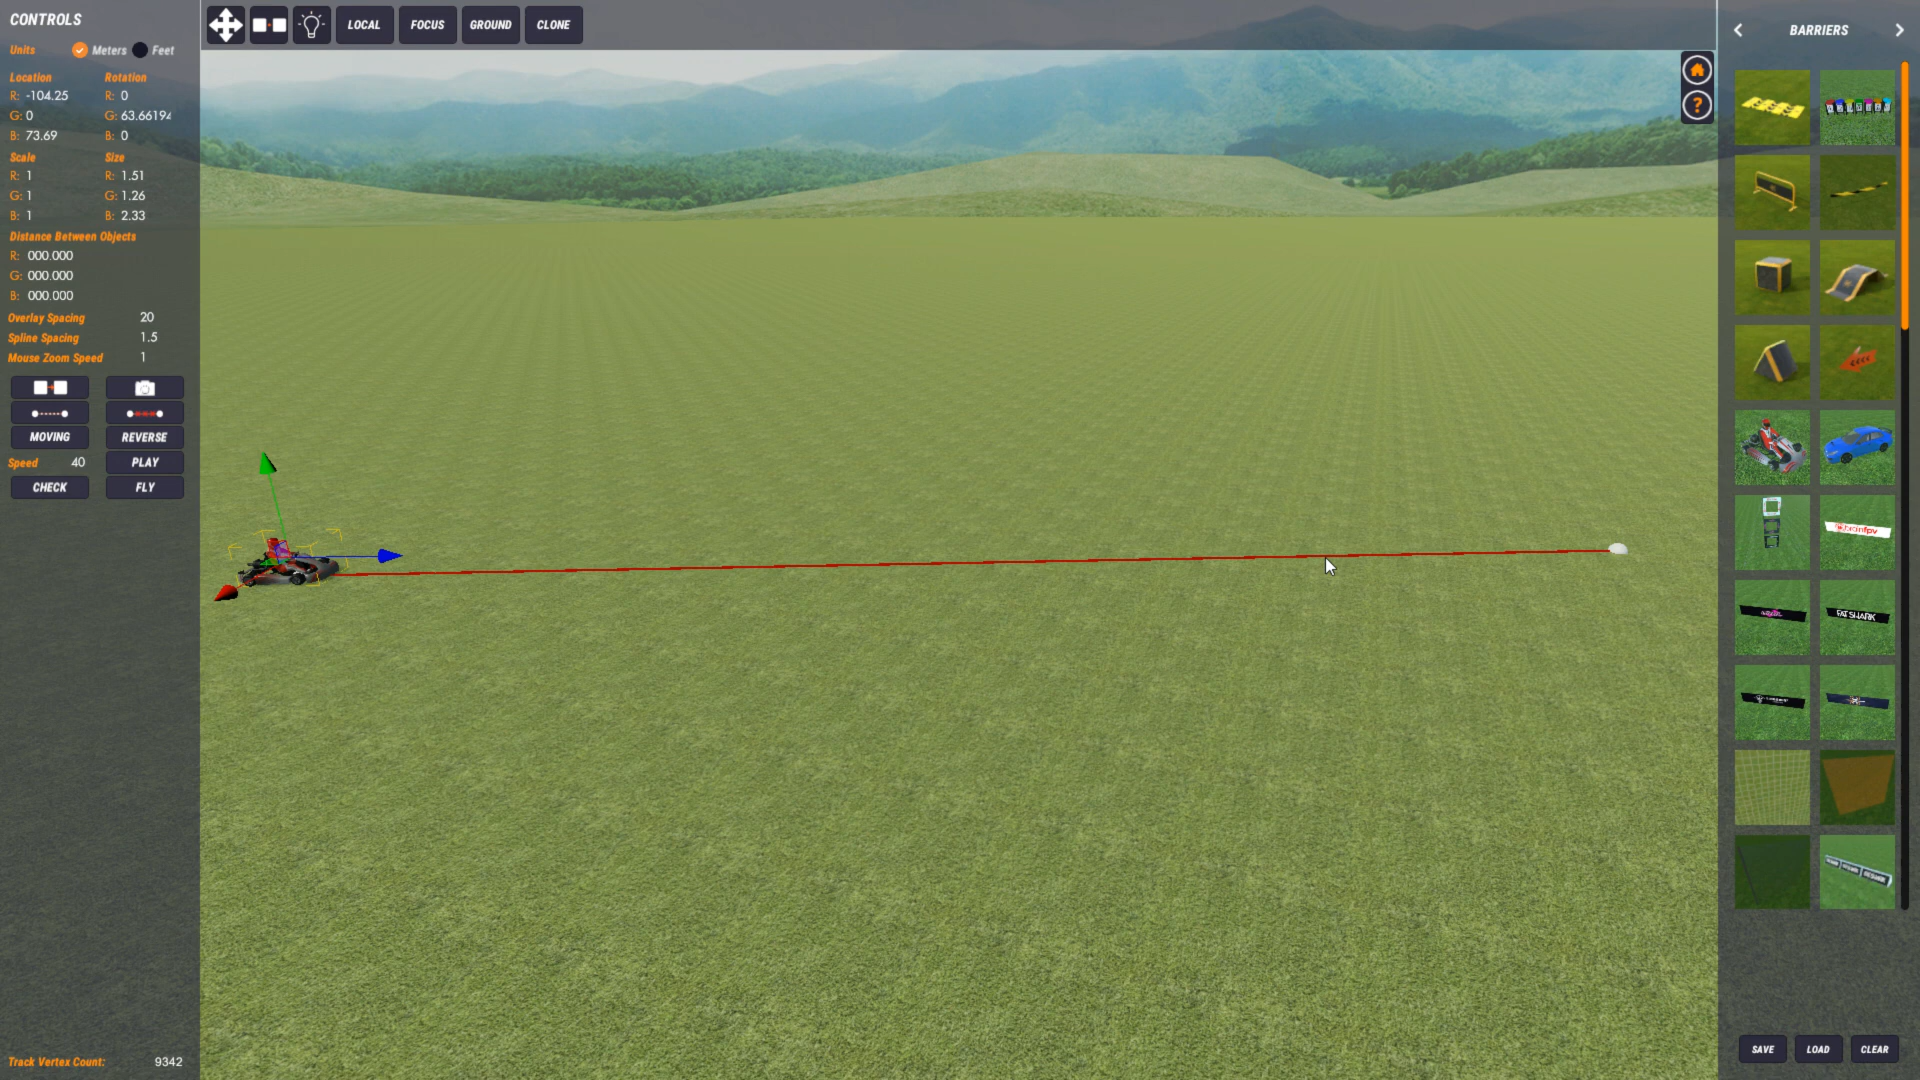 CONTROLS
Units Meters Feet
Location Rotation
R: -104.25 R: 0
G: 0 G: 63.66194
B: 73.69 B: 0
Scale Size
R: 1 R: 1.51
G: 1 G: 1.26
B: 1 B: 2.33
Distance Between Objects
R: 000.000
G: 000.000
B: 000.000
Overlay Spacing 20
Spline Spacing 1.5
Mouse Zoom Speed 1
MOVING REVERSE
Speed 40 PLAY
CHECK FLY
Track Vertex Count: 9342
LOCAL FOCUS GROUND CLONE
?
BARRIERS
brainfpv
FAT SHARK
SAVE LOAD CLEAR